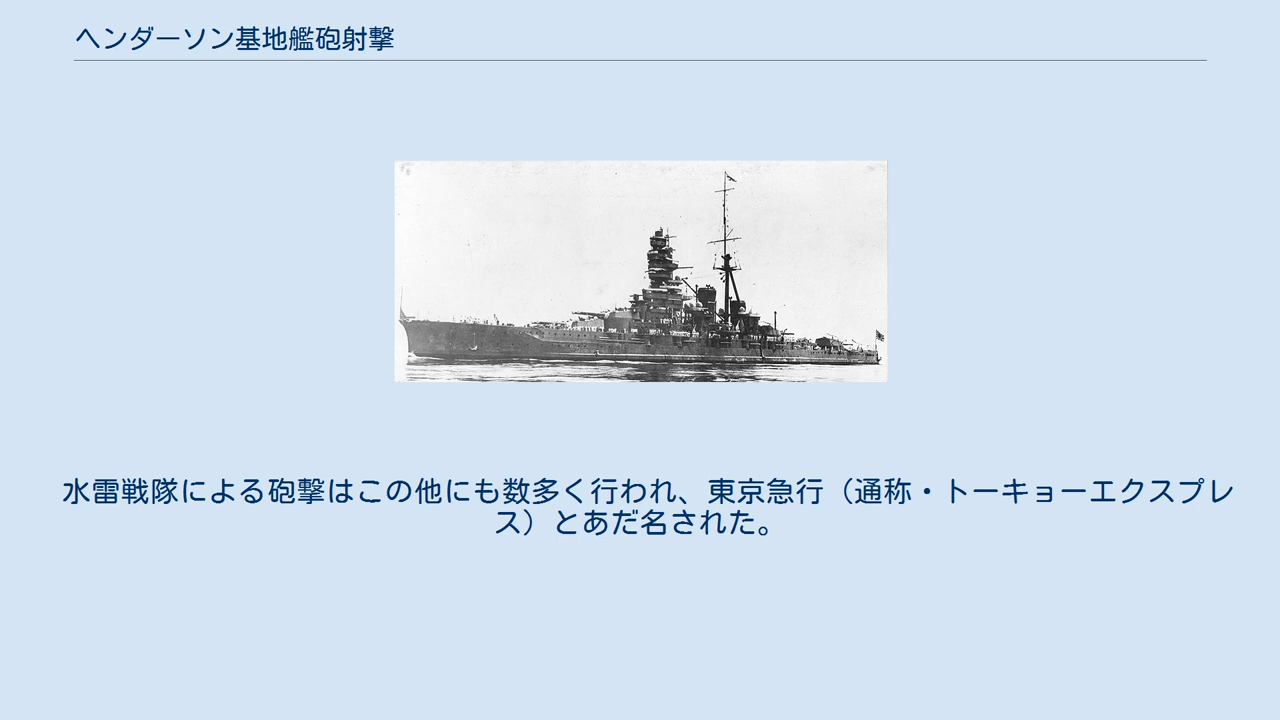 ヘンダーソン基地艦砲射撃
水雷戦隊による砲撃はこの他にも数多く行われ、東京急行（通称・トーキョーエクスプレ
ス）とあだ名された。